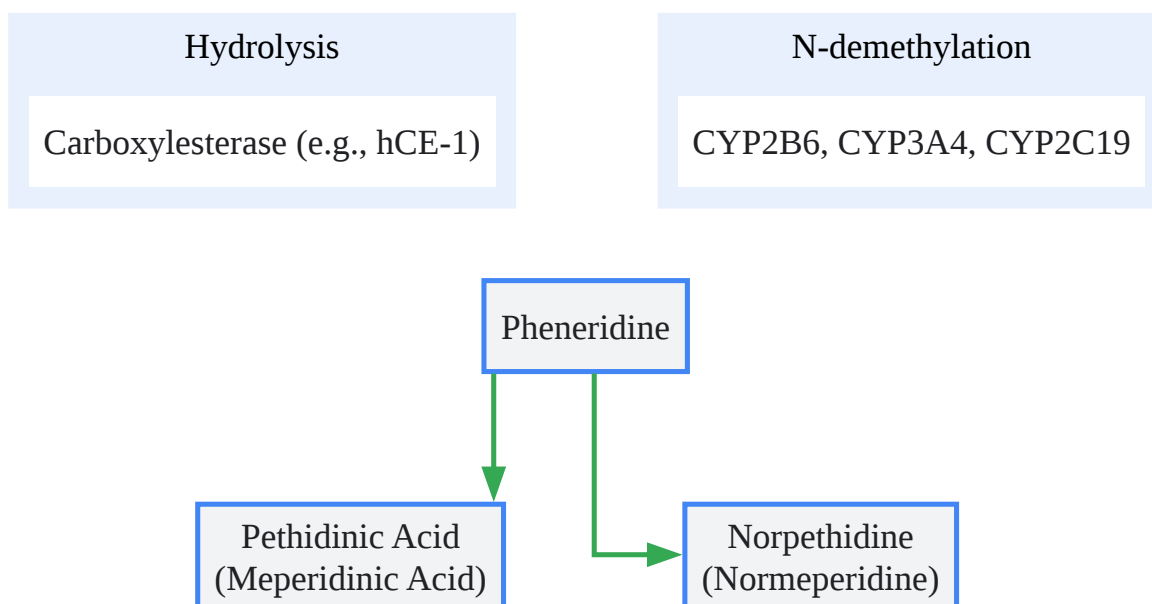 Hydrolysis
Carboxylesterase (e.g., hCE-1)
N-demethylation
CYP2B6, CYP3A4, CYP2C19
Pheneridine
Pethidinic Acid
(Meperidinic Acid)
Norpethidine
(Normeperidine)